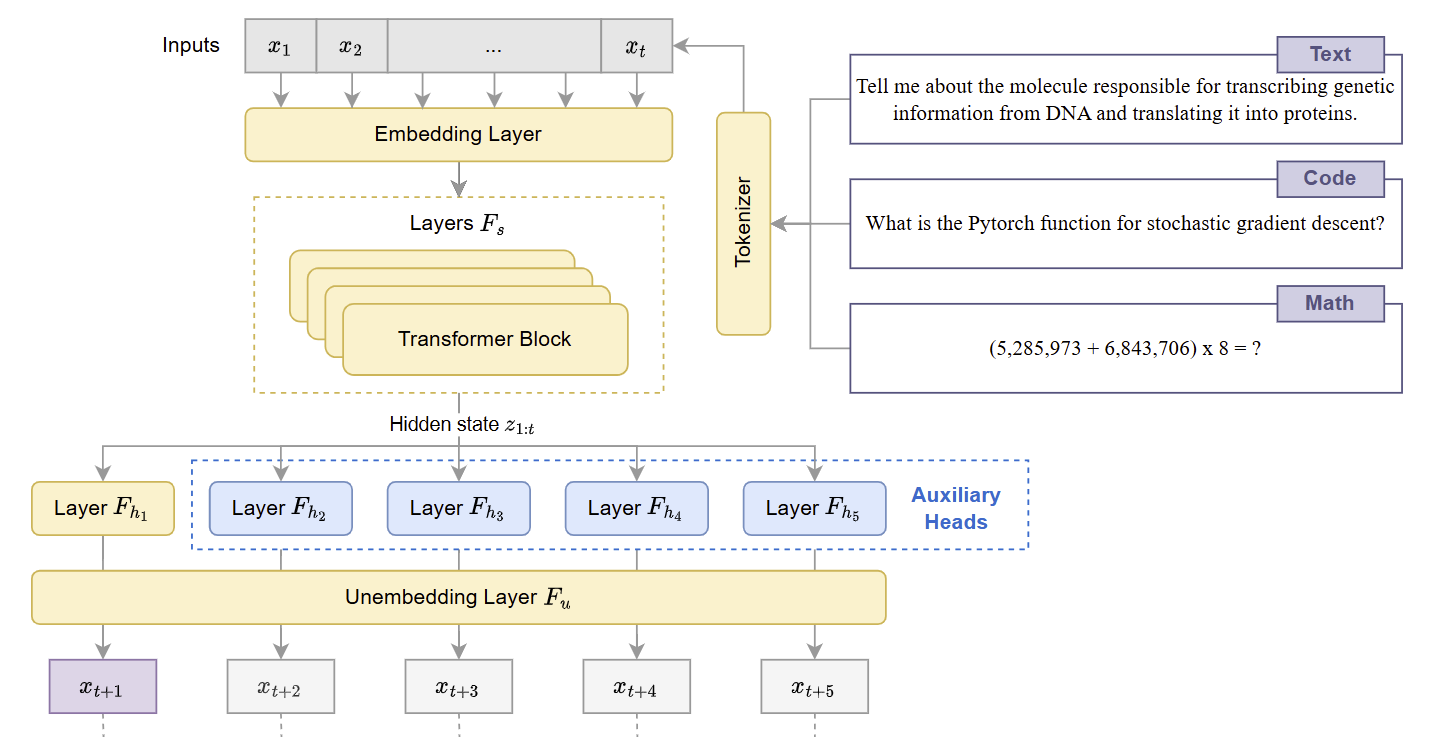 Inputs
x_1 x_2 ... x_t
Embedding Layer
Layers F_s
Transformer Block
Hidden state z_{1:t}
Layer F_{h_1}
Layer F_{h_2}
Layer F_{h_3}
Layer F_{h_4}
Layer F_{h_5}
Auxiliary
Heads
Unembedding Layer F_u
x_{t+1}
x_{t+2}
x_{t+3}
x_{t+4}
x_{t+5}
Tokenizer
Text
Tell me about the molecule responsible for transcribing genetic
information from DNA and translating it into proteins.
Code
What is the Pytorch function for stochastic gradient descent?
Math
(5,285,973 + 6,843,706) x 8 = ?